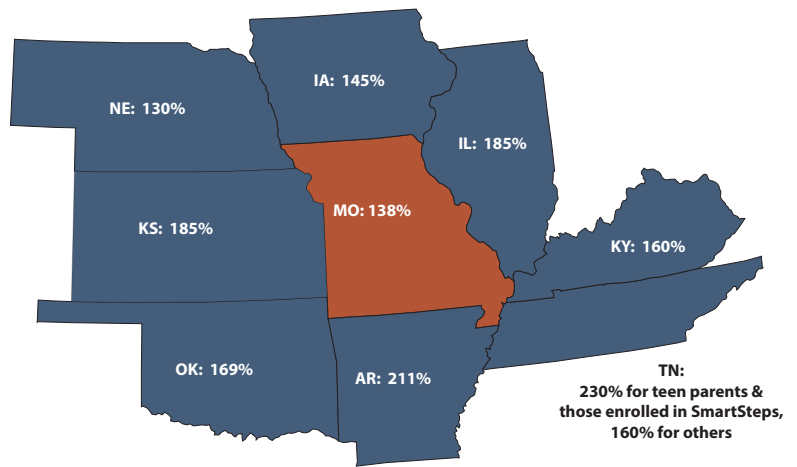 IA: 145%
NE: 130%
IL: 185%
MO: 138%
KS: 185%
KY: 160%
OK: 169%
AR: 211%
TN:
230% for teen parents &
those enrolled in SmartSteps,
160% for others